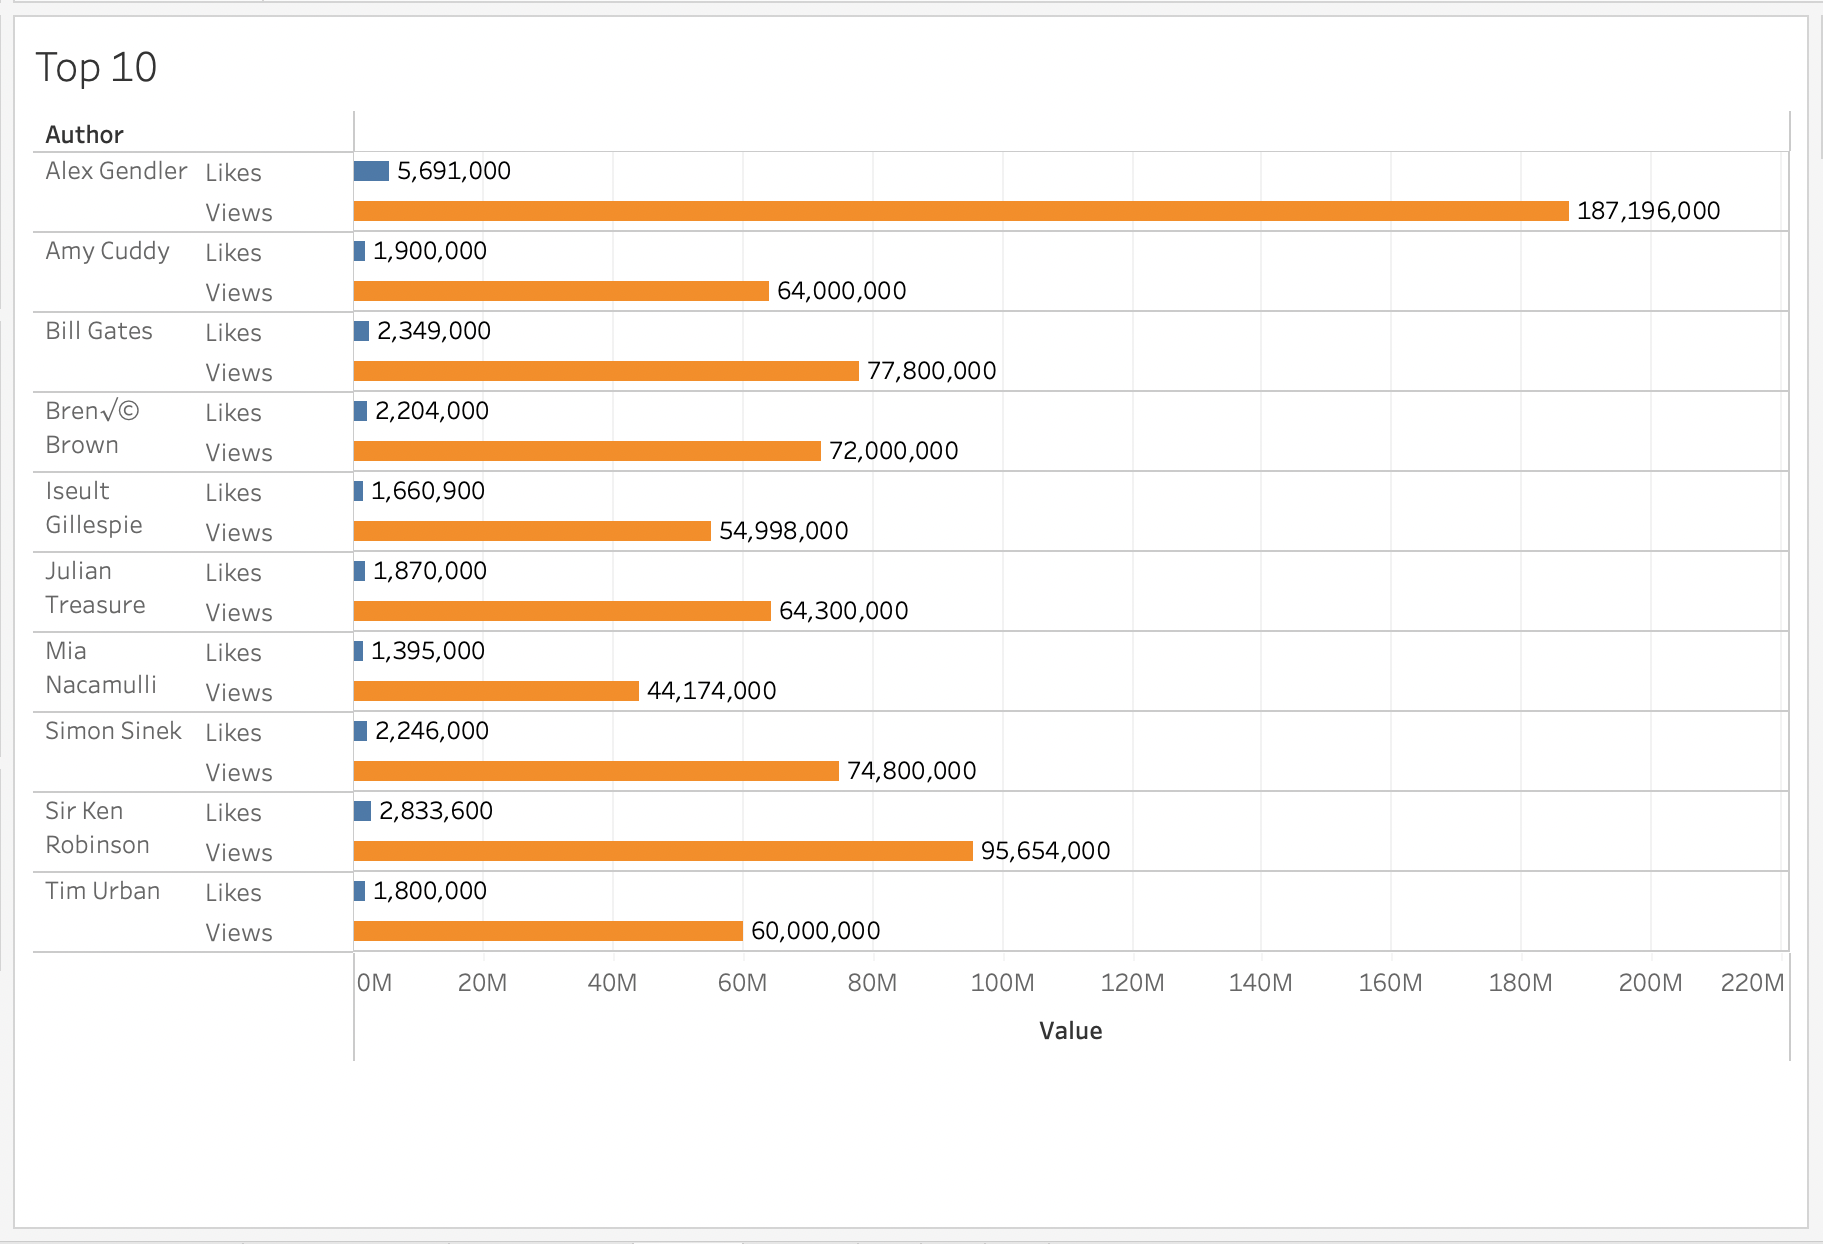 Top 10
Author
Alex Gendler Likes 5,691,000
Views 187,196,000
Amy Cuddy Likes 1,900,000
Views 64,000,000
Bill Gates Likes 2,349,000
Views 77,800,000
Bren√© Likes 2,204,000
Brown Views 72,000,000
Iseult Likes 1,660,900
Gillespie Views 54,998,000
Julian Likes 1,870,000
Treasure Views 64,300,000
Mia Likes 1,395,000
Nacamulli Views 44,174,000
Simon Sinek Likes 2,246,000
Views 74,800,000
Sir Ken Likes 2,833,600
Robinson Views 95,654,000
Tim Urban Likes 1,800,000
Views 60,000,000
0M 20M 40M 60M 80M 100M 120M 140M 160M 180M 200M 220M
Value